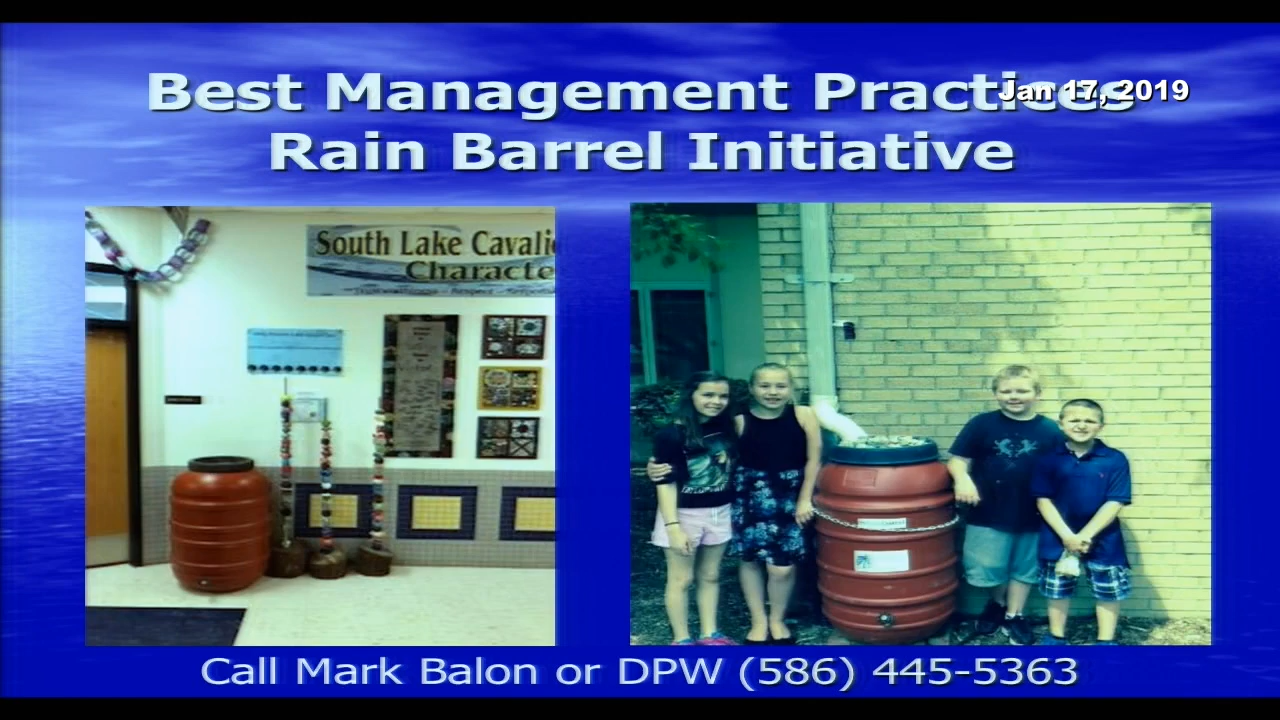 Best Management Practices
Jan 17, 2019
Rain Barrel Initiative
South Lake Cavalie
Characte
Call Mark Balon or DPW (586) 445-5363